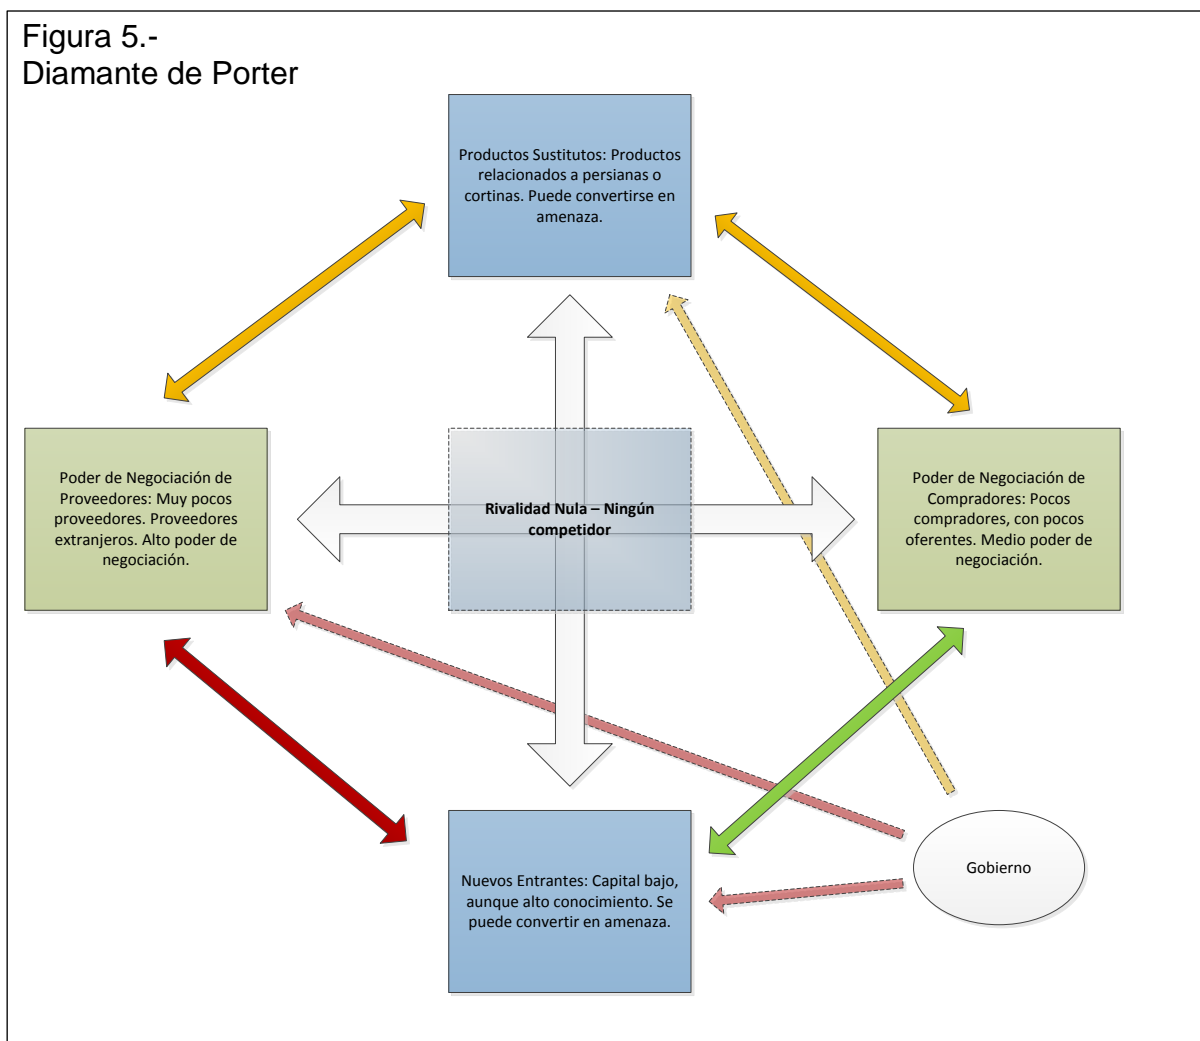 Figura 5.-
Diamante de Porter
Productos Sustitutos: Productos
relacionados a persianas o
cortinas. Puede convertirse en
amenaza.
Poder de Negociación de
Proveedores: Muy pocos
proveedores. Proveedores
extranjeros. Alto poder de
negociación.
Rivalidad Nula – Ningún
competidor
Poder de Negociación de
Compradores: Pocos
compradores, con pocos
oferentes. Medio poder de
negociación.
Nuevos Entrantes: Capital bajo,
aunque alto conocimiento. Se
puede convertir en amenaza.
Gobierno